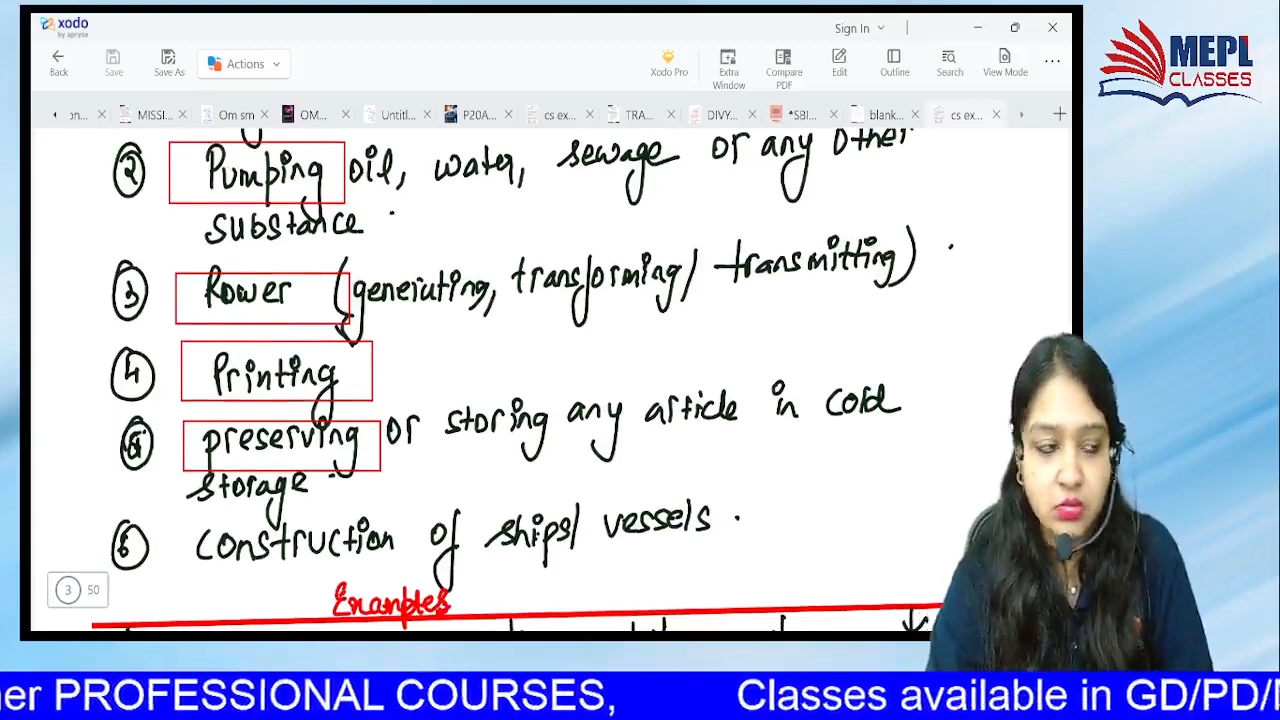 xodo
by apryse
Sign In
Back
Save
Save As
Actions
Xodo Pro
Extra Window
Compare PDF
Edit
Outline
Search
View Mode
MISSI...
Om sm
OM...
Untitl...
P20A...
cs ex...
TRA...
DIVY...
*SBI...
blank...
cs ex...
MEPL
CLASSES
② Pumping oil, water, sewage or any other
substance.
③ Power (generating, transforming/ transmitting).
④ Printing
⑤ preserving or storing any article in cold
storage.
⑥ construction of ships/ vessels.
3 50
Examples
her PROFESSIONAL COURSES, Classes available in GD/PD/